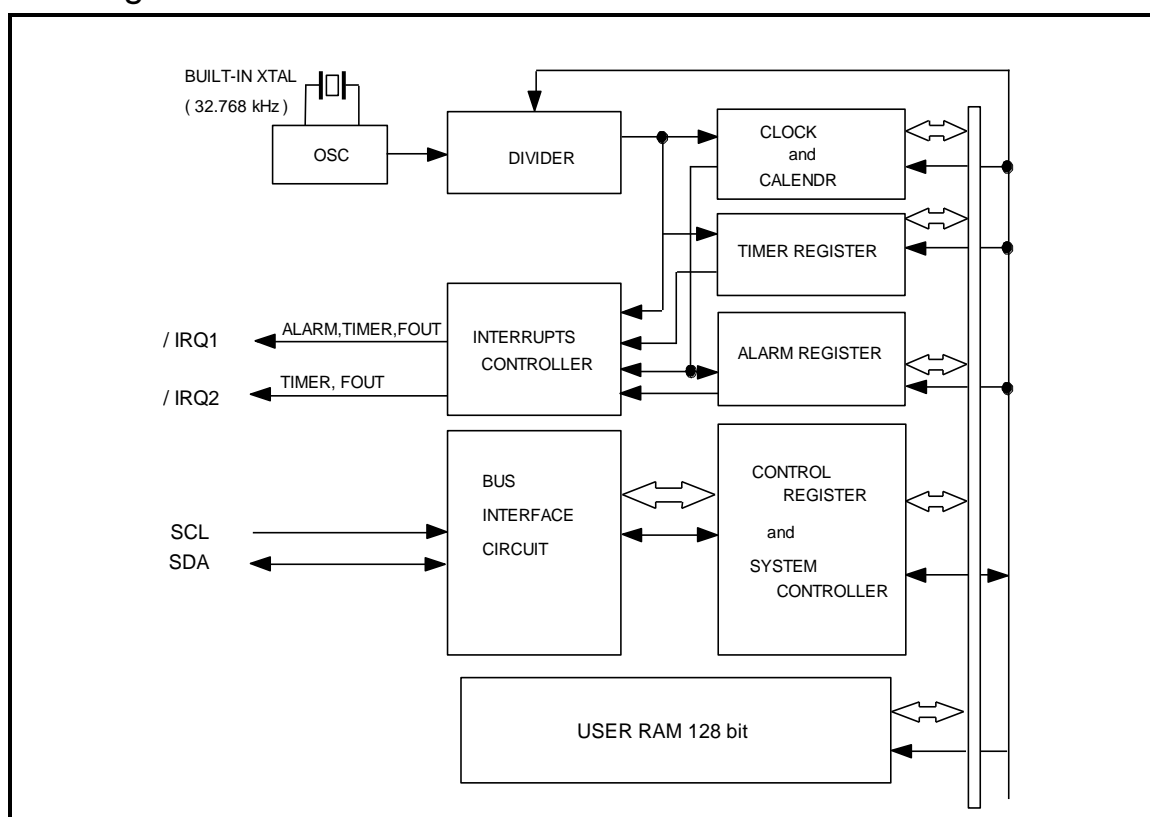 BUILT-IN XTAL
( 32.768 kHz )
OSC
DIVIDER
CLOCK
and
CALENDR
TIMER REGISTER
/ IRQ1
ALARM,TIMER,FOUT
INTERRUPTS
CONTROLLER
ALARM REGISTER
/ IRQ2
TIMER, FOUT
SCL
SDA
BUS
INTERFACE
CIRCUIT
CONTROL
REGISTER
and
SYSTEM
CONTROLLER
USER RAM 128 bit